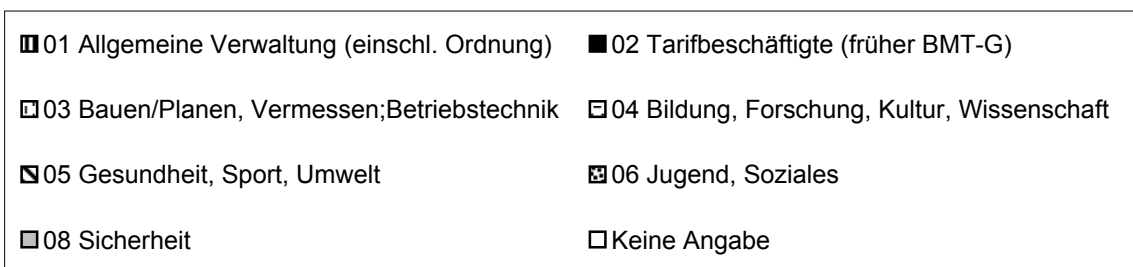 01 Allgemeine Verwaltung (einschl. Ordnung) 02 Tarifbeschäftigte (früher BMT-G)
03 Bauen/Planen, Vermessen;Betriebstechnik 04 Bildung, Forschung, Kultur, Wissenschaft
05 Gesundheit, Sport, Umwelt 06 Jugend, Soziales
08 Sicherheit Keine Angabe